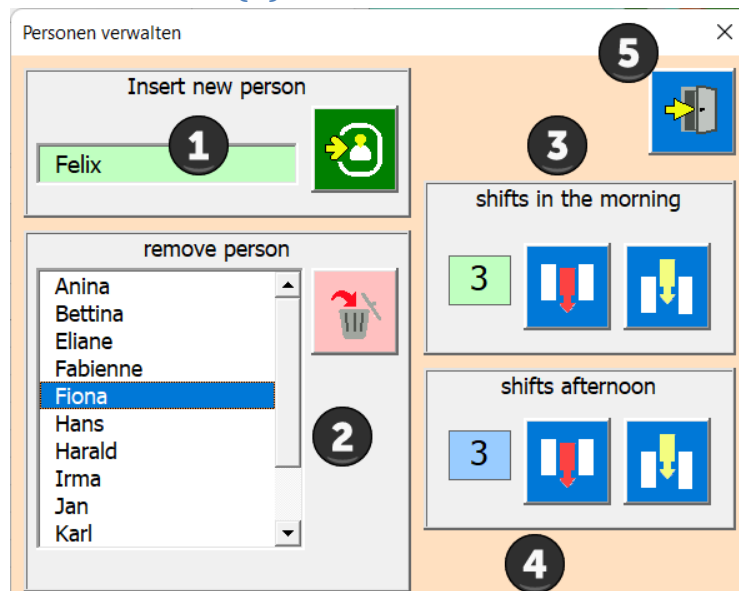 Personen verwalten
5
Insert new person
1
3
Felix
shifts in the morning
3
remove person
Anina
Bettina
Eliane
Fabienne
Fiona
Hans
Harald
Irma
Jan
Karl
2
shifts afternoon
3
4